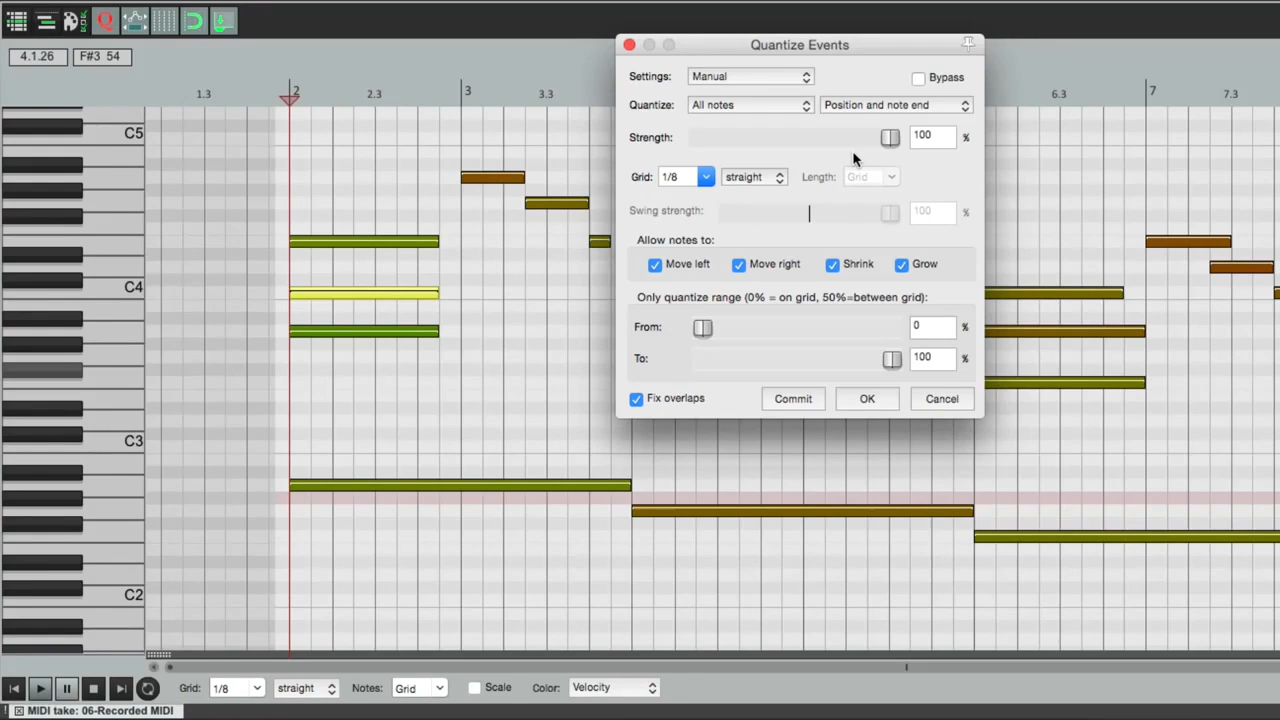 Q
4.1.26 F#3 54
Quantize Events
Settings: Manual Bypass
1.3 2 2.3 3 3.3 6.3 7 7.3
Quantize: All notes Position and note end
C5
Strength: 100 %
Grid: 1/8 straight Length: Grid
Swing strength: 100 %
Allow notes to:
Move left Move right Shrink Grow
C4
Only quantize range (0% = on grid, 50%=between grid):
From: 0 %
To: 100 %
Fix overlaps Commit OK Cancel
C3
C2
Grid: 1/8 straight Notes: Grid Scale Color: Velocity
MIDI take: 06-Recorded MIDI